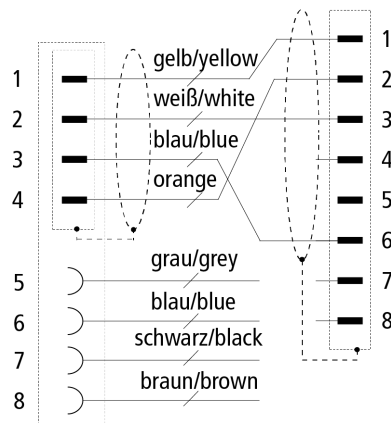 gelb/yellow
weiß/white
blau/blue
orange
grau/grey
blau/blue
schwarz/black
braun/brown
1
2
3
4
5
6
7
8
1
2
3
4
5
6
7
8